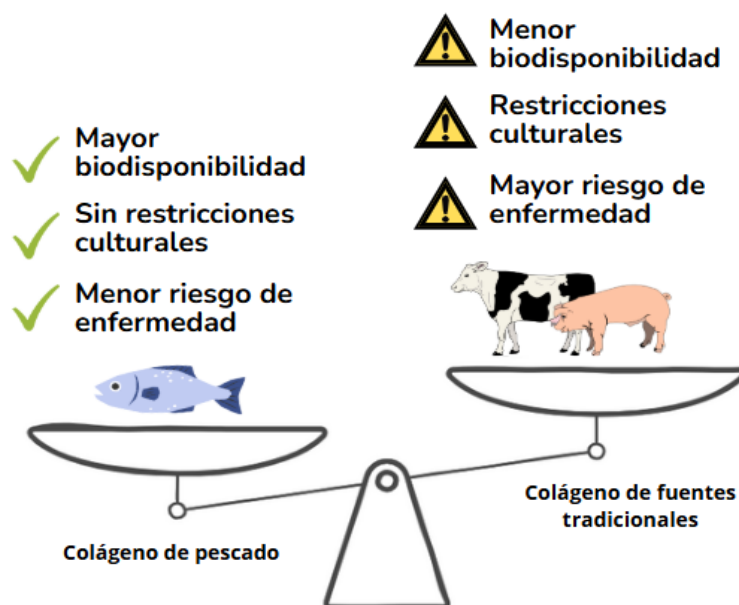 Mayor
biodisponibilidad
Sin restricciones
culturales
Menor riesgo de
enfermedad
Colágeno de pescado
Menor
biodisponibilidad
Restricciones
culturales
Mayor riesgo de
enfermedad
Colágeno de fuentes
tradicionales